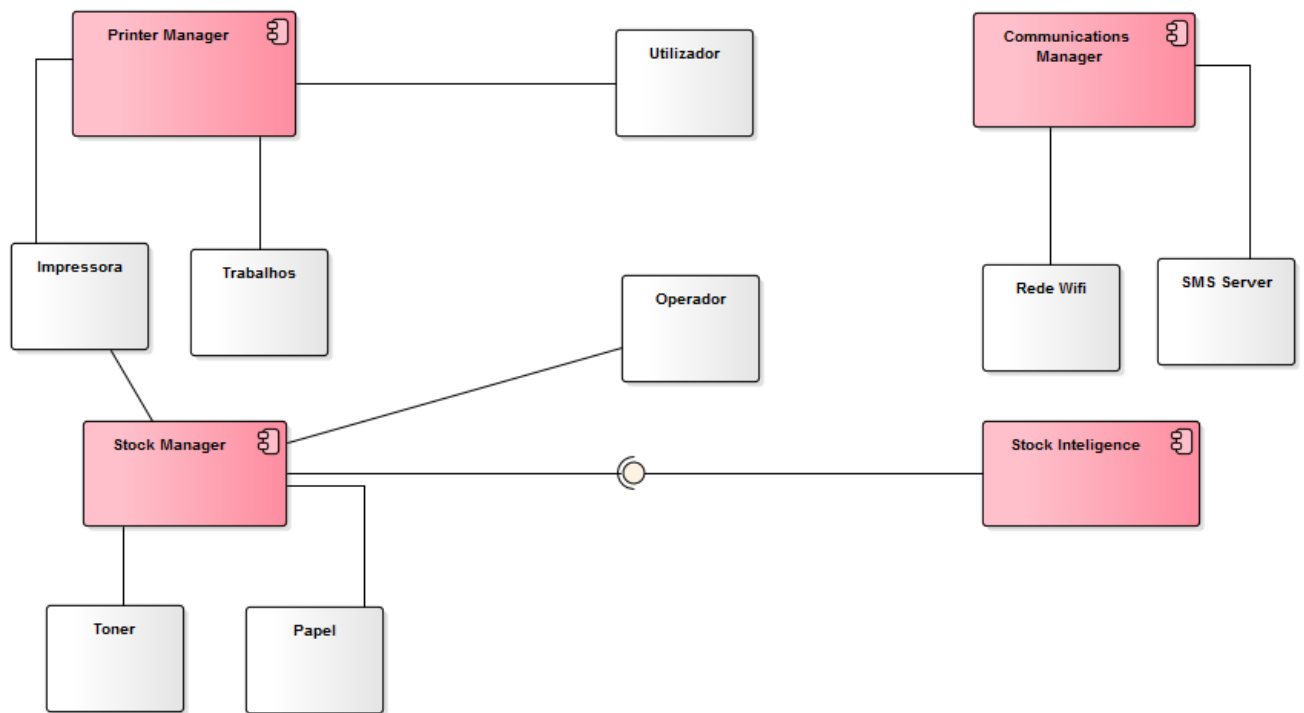 Printer Manager
Utilizador
Communications
Manager
Impressora
Trabalhos
Operador
Rede Wifi
SMS Server
Stock Manager
Stock Inteligence
Toner
Papel